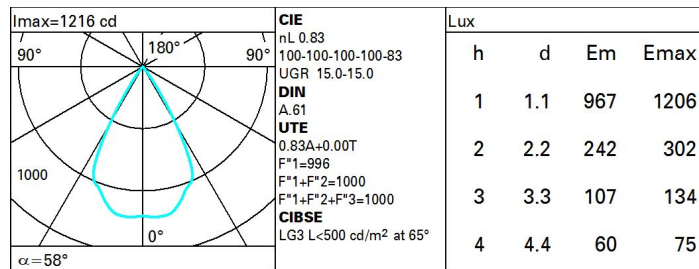 Imax=1216 cd
90°
180°
90°
1000
0°
α=58°
CIE
nL 0.83
100-100-100-100-83
UGR 15.0-15.0
DIN
A.61
UTE
0.83A+0.00T
F"1=996
F"1+F"2=1000
F"1+F"2+F"3=1000
CIBSE
LG3 L<500 cd/m² at 65°
Lux
h d Em Emax
1 1.1 967 1206
2 2.2 242 302
3 3.3 107 134
4 4.4 60 75